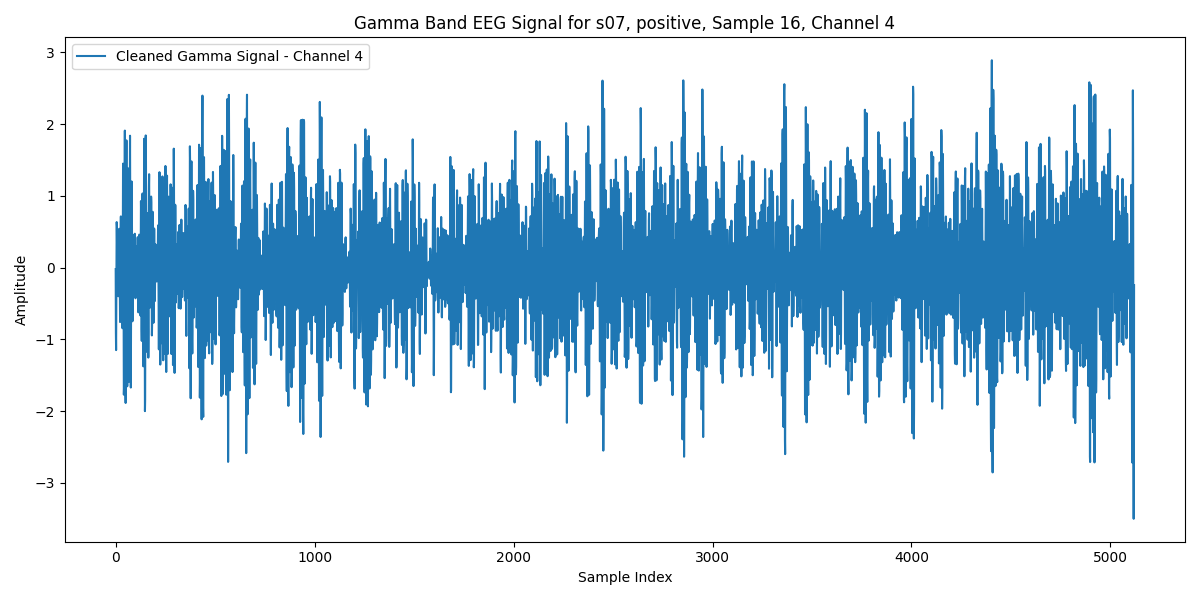 Gamma Band EEG Signal for s07, positive, Sample 16, Channel 4
Cleaned Gamma Signal - Channel 4
3
2
1
0
−1
−2
−3
Amplitude
0 1000 2000 3000 4000 5000
Sample Index